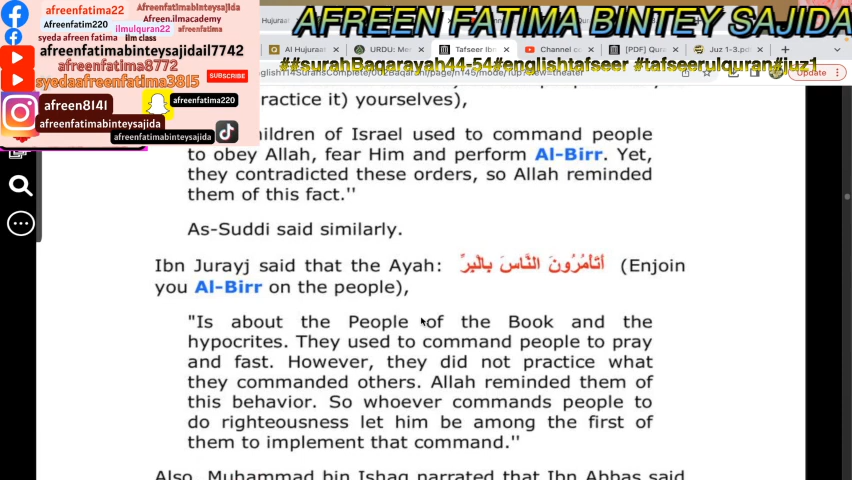 afreenfatima22
Afreenfatimabinteysajida
Afreen.ilmacademy
ilmulqaran22
afreenfatima
Afreenfatima220
syeda afreen fatima
Ilm class
afreenfatimabinteysajidail7742
afreenfatima8772
syedaafreenfatima3815
SUBSCRIBE
afreen8141
afreenfatima220
afreenfatimabinteysajida
afreenfatimabinteysajida
AFREEN FATIMA BINTEY SAJIDA
Al Hujuraa
URDU: Mer
Tafseer Ibn
Channel co
[PDF] Qura
Juz 1-3.pdf
##surahBaqarayah44-54#englishtafseer #tafseerulquran#juz1
Update
ractice it) yourselves),
hildren of Israel used to command people
to obey Allah, fear Him and perform Al-Birr. Yet,
they contradicted these orders, so Allah reminded
them of this fact.''
As-Suddi said similarly.
Ibn Jurayj said that the Ayah: أَتَأْمُرُونَ النَّاسَ بِالْبِرِّ (Enjoin
you Al-Birr on the people),
"Is about the People of the Book and the
hypocrites. They used to command people to pray
and fast. However, they did not practice what
they commanded others. Allah reminded them of
this behavior. So whoever commands people to
do righteousness let him be among the first of
them to implement that command.''
Also, Muhammad bin Ishaq narrated that Ibn Abbas said